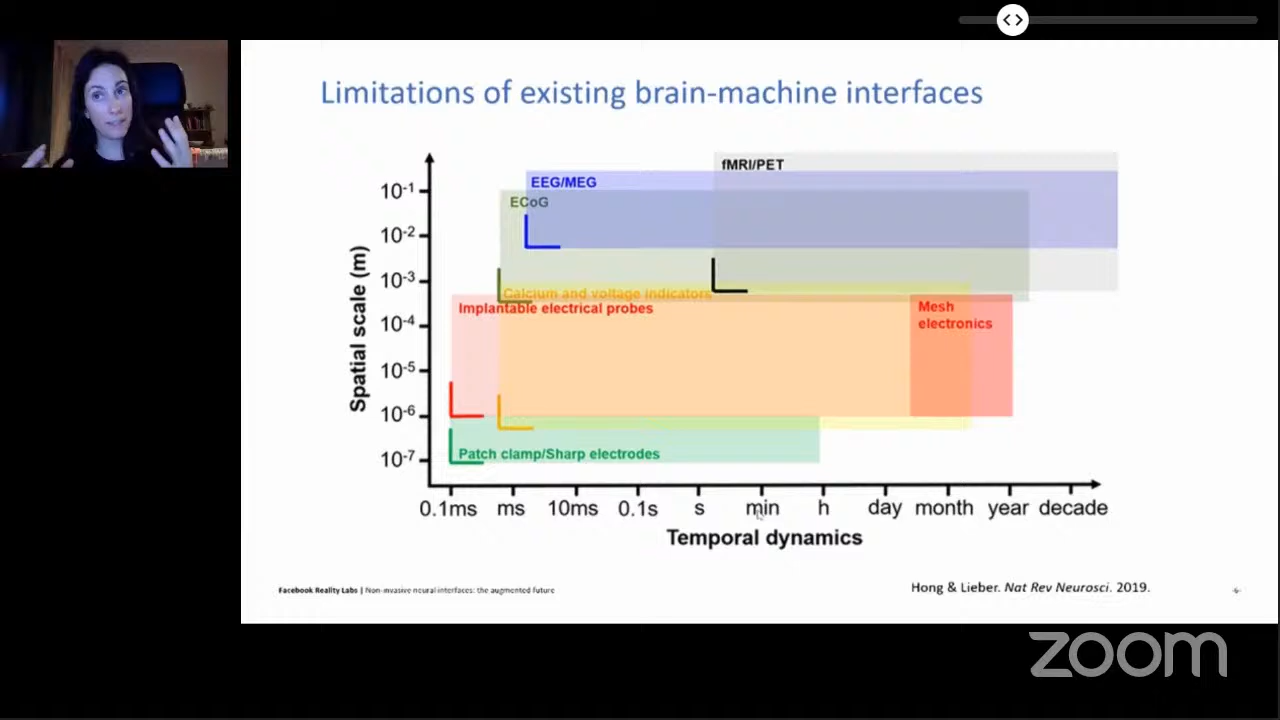 Limitations of existing brain-machine interfaces
fMRI/PET
EEG/MEG
ECoG
Calcium and voltage indicators
Implantable electrical probes
Mesh
electronics
Patch clamp/Sharp electrodes
Spatial scale (m)
10-1
10-2
10-3
10-4
10-5
10-6
10-7
0.1ms ms 10ms 0.1s s min h day month year decade
Temporal dynamics
Facebook Reality Labs | Non-invasive neural interfaces: the augmented future
Hong & Lieber. Nat Rev Neurosci. 2019.
-6-
zoom